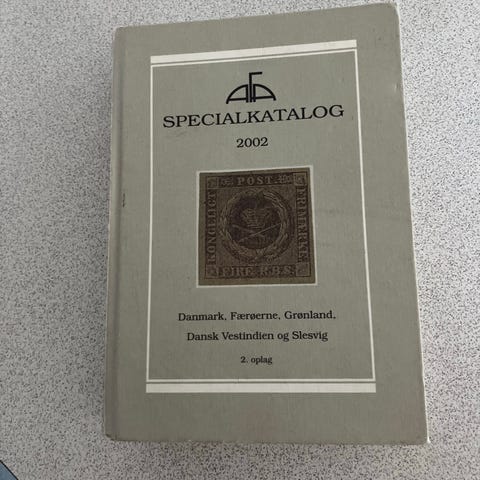 AFA
SPECIALKATALOG
2002
POST
KONGELIGT
FRIMÆRKE
FIRE R.B.S.
Danmark, Færøerne, Grønland,
Dansk Vestindien og Slesvig
2. oplag